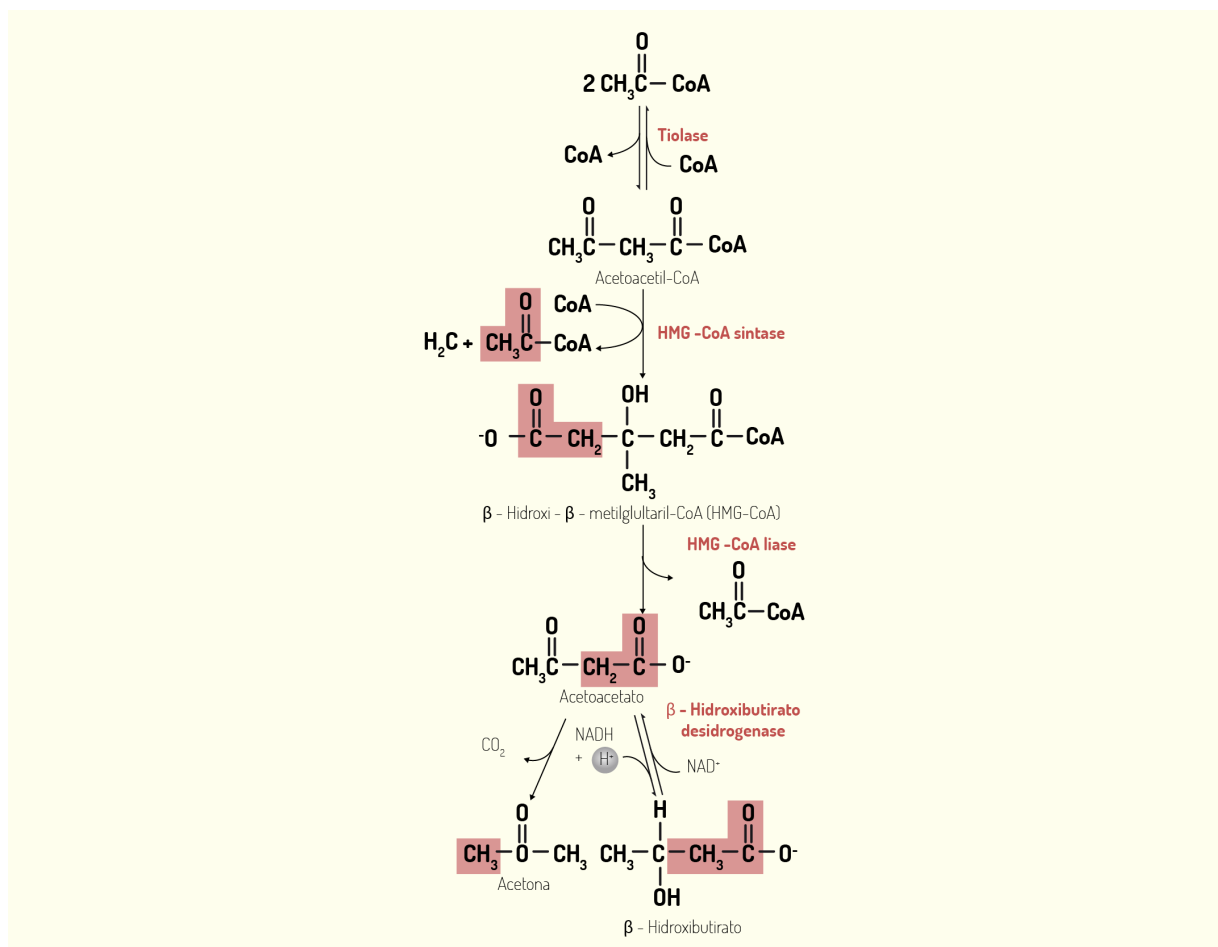 O
2 CH₃C — CoA
Tiolase
CoA
CoA
O O
CH₃C — CH₃ — C — CoA
Acetoacetil-CoA
O CoA
H₂C + CH₃C — CoA
HMG -CoA sintase
O OH O
⁻O — C — CH₂ — C — CH₂ — C — CoA
CH₃
β - Hidroxi - β - metilglultaril-CoA (HMG-CoA)
HMG -CoA liase
O
CH₃C — CoA
O O
CH₃C — CH₂ — C — O⁻
Acetoacetato
β - Hidroxibutirato
desidrogenase
CO₂
NADH
+ H⁺
NAD⁺
O
CH₃ — O — CH₃
Acetona
H O
CH₃ — C — CH₃ — C — O⁻
OH
β - Hidroxibutirato